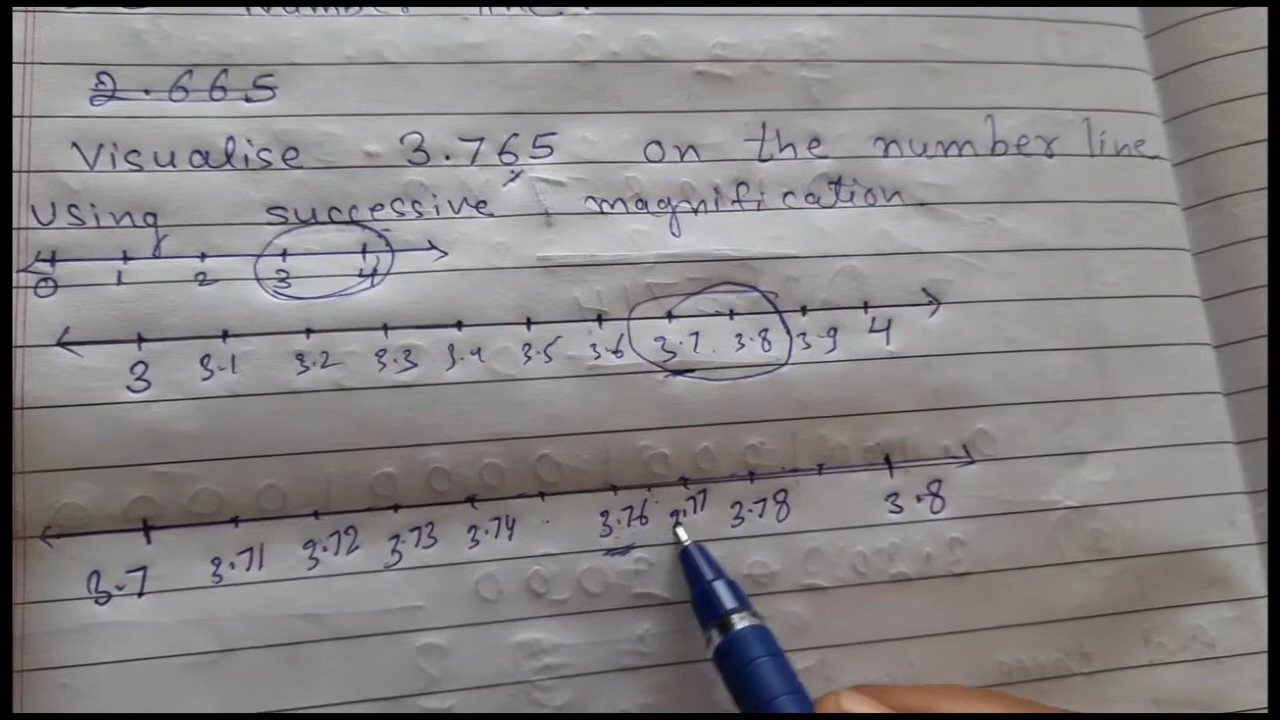 number line.
2.665
Visualise 3.765 on the number line
using successive magnification
0 1 2 3 4
3 3.1 3.2 3.3 3.4 3.5 3.6 3.7 3.8 3.9 4
3.7 3.71 3.72 3.73 3.74 3.76 3.77 3.78 3.8